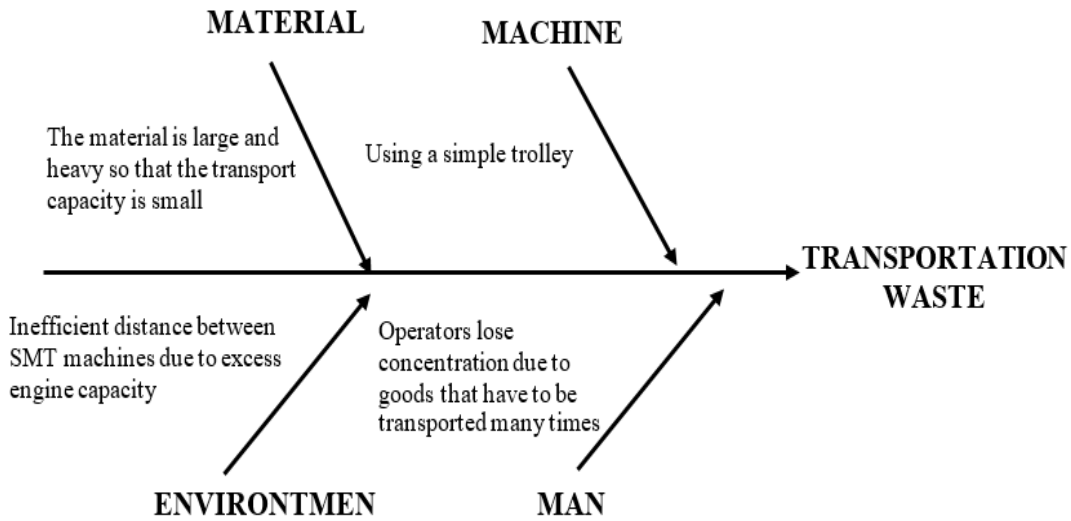 MATERIAL
MACHINE
The material is large and
heavy so that the transport
capacity is small
Using a simple trolley
TRANSPORTATION
WASTE
Inefficient distance between
SMT machines due to excess
engine capacity
Operators lose
concentration due to
goods that have to be
transported many times
ENVIRONTMEN
MAN